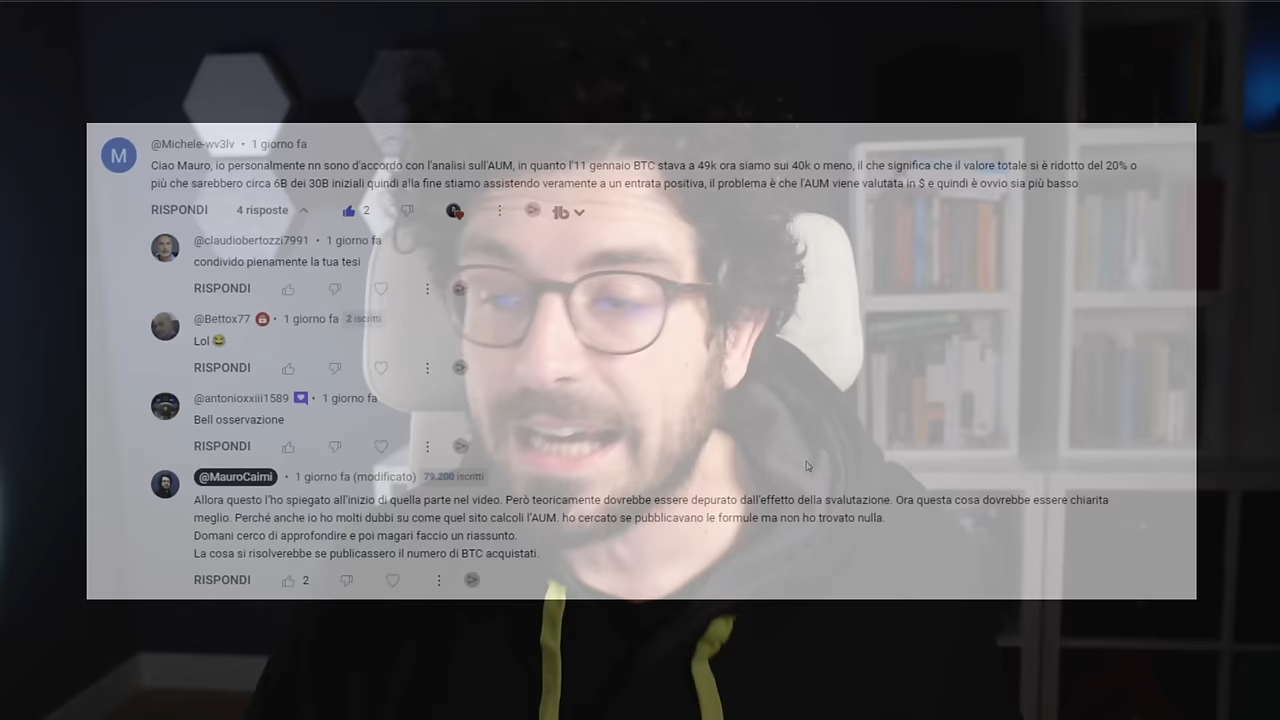 M
@Michele-wv3lv • 1 giorno fa
Ciao Mauro, io personalmente nn sono d'accordo con l'analisi sull'AUM, in quanto l'11 gennaio BTC stava a 49k ora siamo sui 40k o meno, il che significa che il valore totale si è ridotto del 20% o
più che sarebbero circa 6B dei 30B iniziali quindi alla fine stiamo assistendo veramente a un entrata positiva, il problema è che l'AUM viene valutata in $ e quindi è ovvio sia più basso
RISPONDI 4 risposte 2
@claudiobertozzi7991 • 1 giorno fa
condivido pienamente la tua tesi
RISPONDI
@Bettox77 • 1 giorno fa 2 iscritti
Lol 😂
RISPONDI
@antonioxxiii1589 • 1 giorno fa
Bell osservazione
RISPONDI
@MauroCaimi • 1 giorno fa (modificato) 79.200 iscritti
Allora questo l'ho spiegato all'inizio di quella parte nel video. Però teoricamente dovrebbe essere depurato dall'effetto della svalutazione. Ora questa cosa dovrebbe essere chiarita
meglio. Perché anche io ho molti dubbi su come quel sito calcoli l'AUM. ho cercato se pubblicavano le formule ma non ho trovato nulla.
Domani cerco di approfondire e poi magari faccio un riassunto.
La cosa si risolverebbe se publicassero il numero di BTC acquistati.
RISPONDI 2